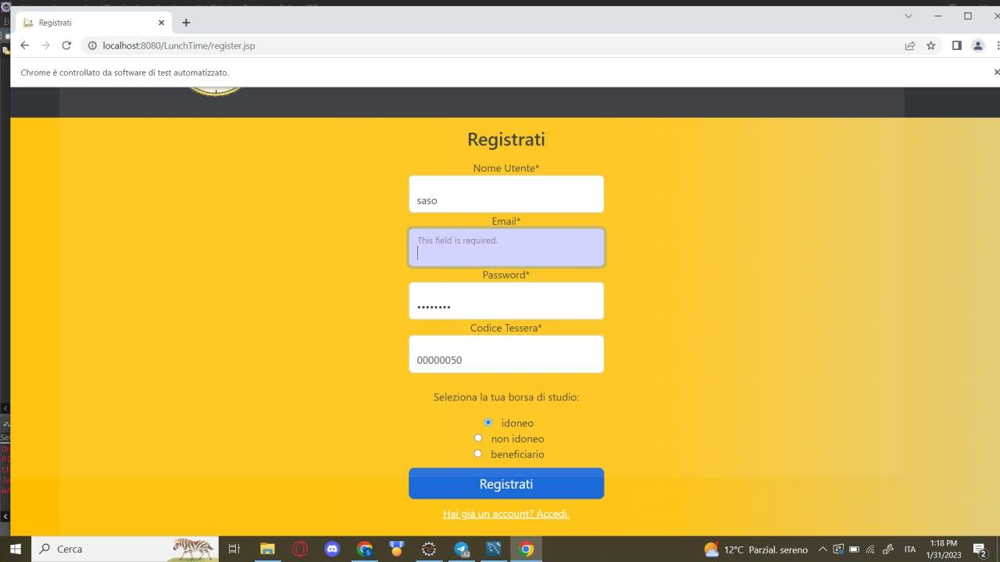 Registrati
localhost:8080/LunchTime/register.jsp
Chrome è controllato da software di test automatizzato.
Registrati
Nome Utente*
saso
Email*
This field is required.
Password*
••••••••
Codice Tessera*
00000050
Seleziona la tua borsa di studio:
idoneo
non idoneo
beneficiario
Registrati
Hai già un account? Accedi.
Cerca
12°C Parzial. sereno
ITA
1:18 PM
1/31/2023
2